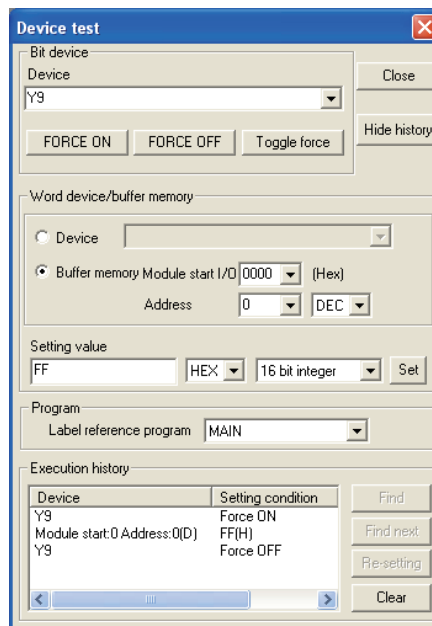 Device test
Bit device
Device
Close
Y9
FORCE ON FORCE OFF Toggle force
Hide history
Word device/buffer memory
Device
Buffer memory Module start I/O 0000 (Hex)
Address 0 DEC
Setting value
FF HEX 16 bit integer Set
Program
Label reference program MAIN
Execution history
Device Setting condition
Y9 Force ON
Module start:0 Address:0(D) FF(H)
Y9 Force OFF
Find
Find next
Re-setting
Clear